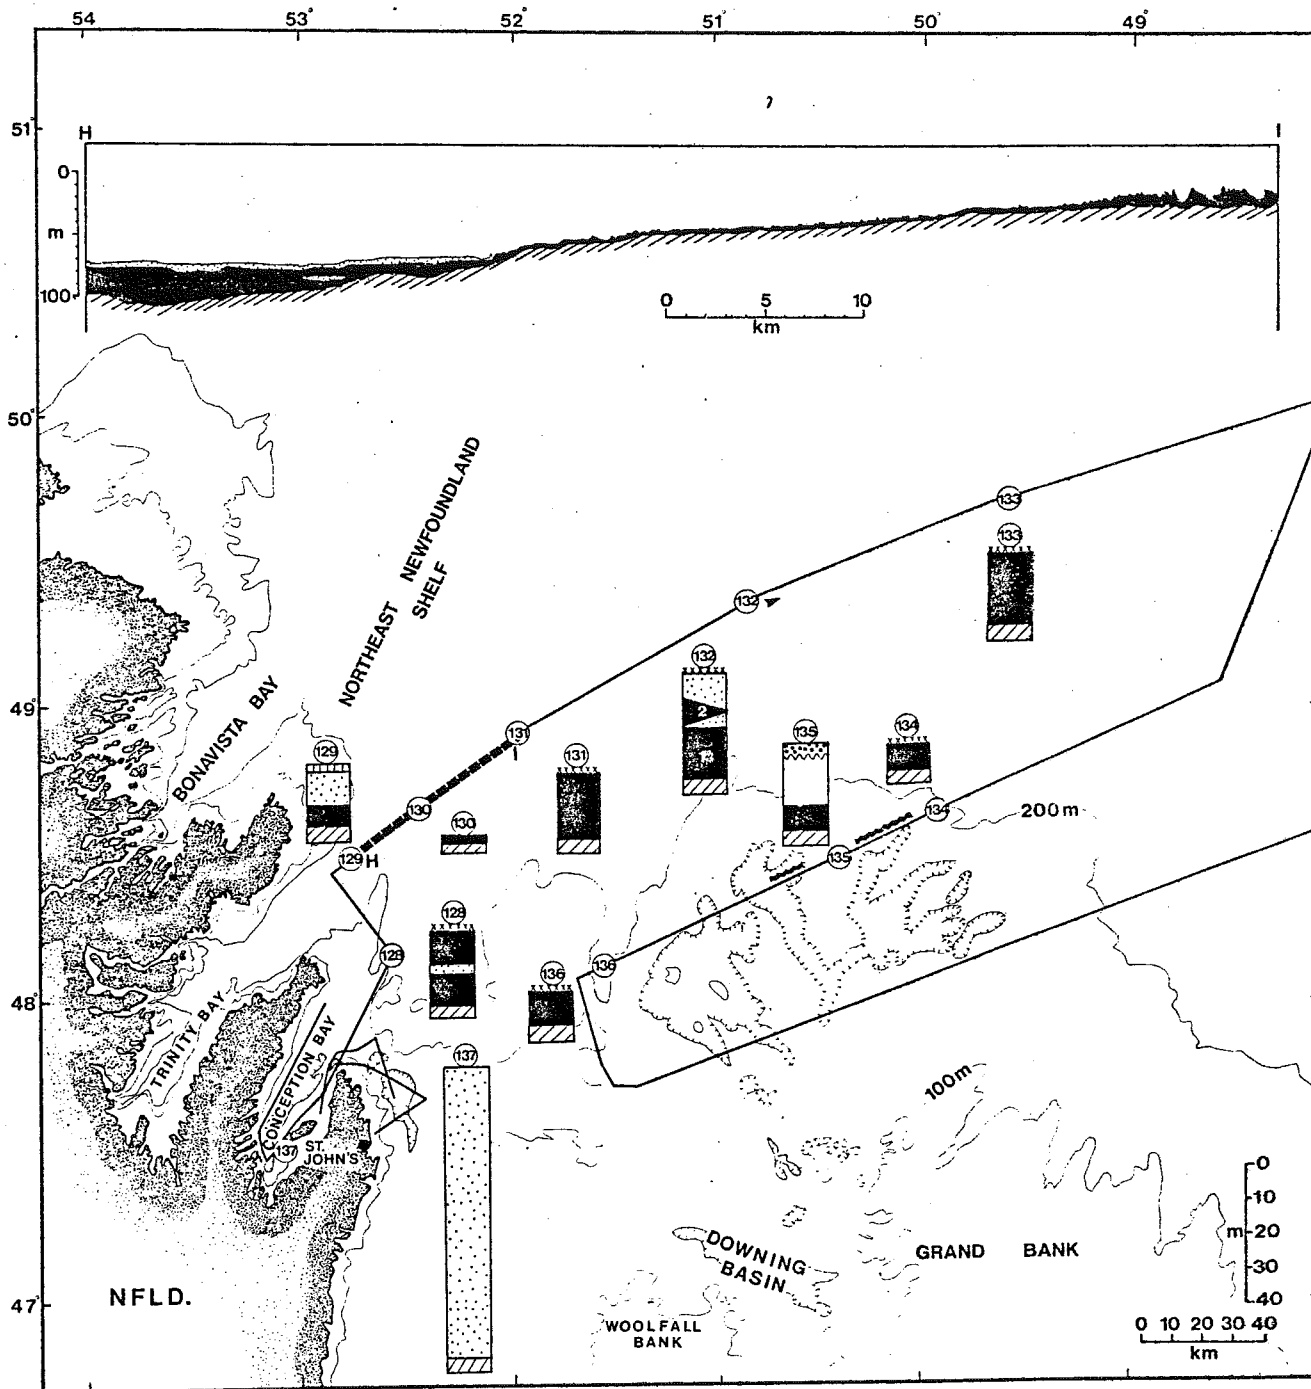 54 53° 52° 51° 50° 49°
51°
H I
0
m
100
0 5 10
km
50°
NORTHEAST NEWFOUNDLAND
SHELF
133
133
132
132
49°
BONAVISTA BAY
131
129
131
135
134
2
1
130
130
134
200m
129 H
135
128
128
136
136
48°
TRINITY BAY
CONCEPTION BAY
137
100m
137
ST.
JOHN'S
0
10
m 20
30
40
DOWNING
BASIN
GRAND BANK
47°
NFLD.
WOOLFALL
BANK
0 10 20 30 40
km